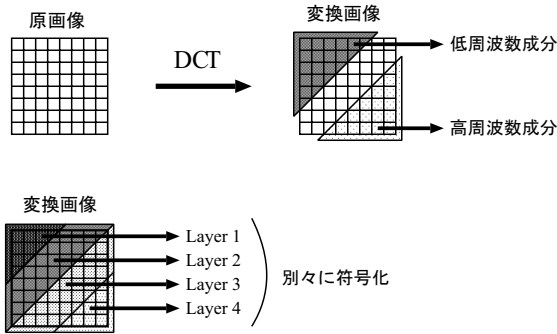 原画像
DCT
変換画像
低周波数成分
高周波数成分
変換画像
Layer 1
Layer 2
Layer 3
Layer 4
別々に符号化